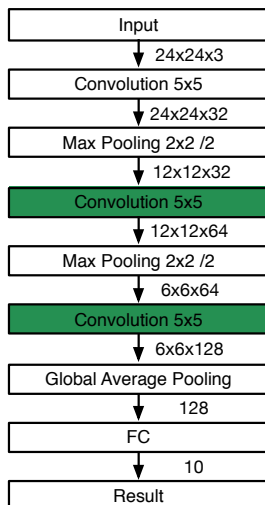 Input
24x24x3
Convolution 5x5
24x24x32
Max Pooling 2x2 /2
12x12x32
Convolution 5x5
12x12x64
Max Pooling 2x2 /2
6x6x64
Convolution 5x5
6x6x128
Global Average Pooling
128
FC
10
Result